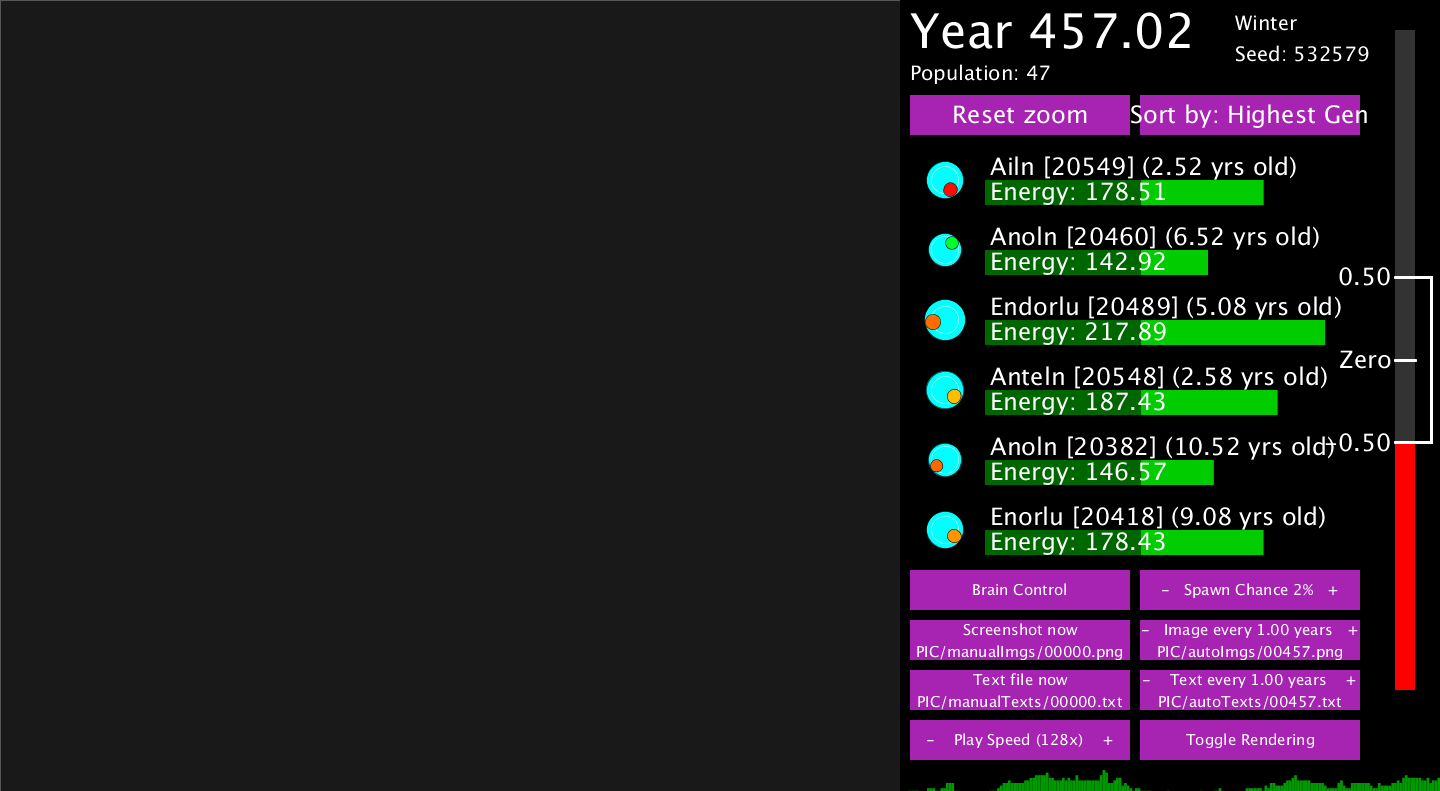 Year 457.02
Winter
Seed: 532579
Population: 47
Reset zoom
Sort by: Highest Gen
Ailn [20549] (2.52 yrs old)
Energy: 178.51
Anoln [20460] (6.52 yrs old)
Energy: 142.92
0.50
Endorlu [20489] (5.08 yrs old)
Energy: 217.89
Zero
Anteln [20548] (2.58 yrs old)
Energy: 187.43
Anoln [20382] (10.52 yrs old)
-0.50
Energy: 146.57
Enorlu [20418] (9.08 yrs old)
Energy: 178.43
Brain Control
- Spawn Chance 2% +
Screenshot now
PIC/manualImgs/00000.png
- Image every 1.00 years +
PIC/autoImgs/00457.png
Text file now
PIC/manualTexts/00000.txt
- Text every 1.00 years +
PIC/autoTexts/00457.txt
- Play Speed (128x) +
Toggle Rendering